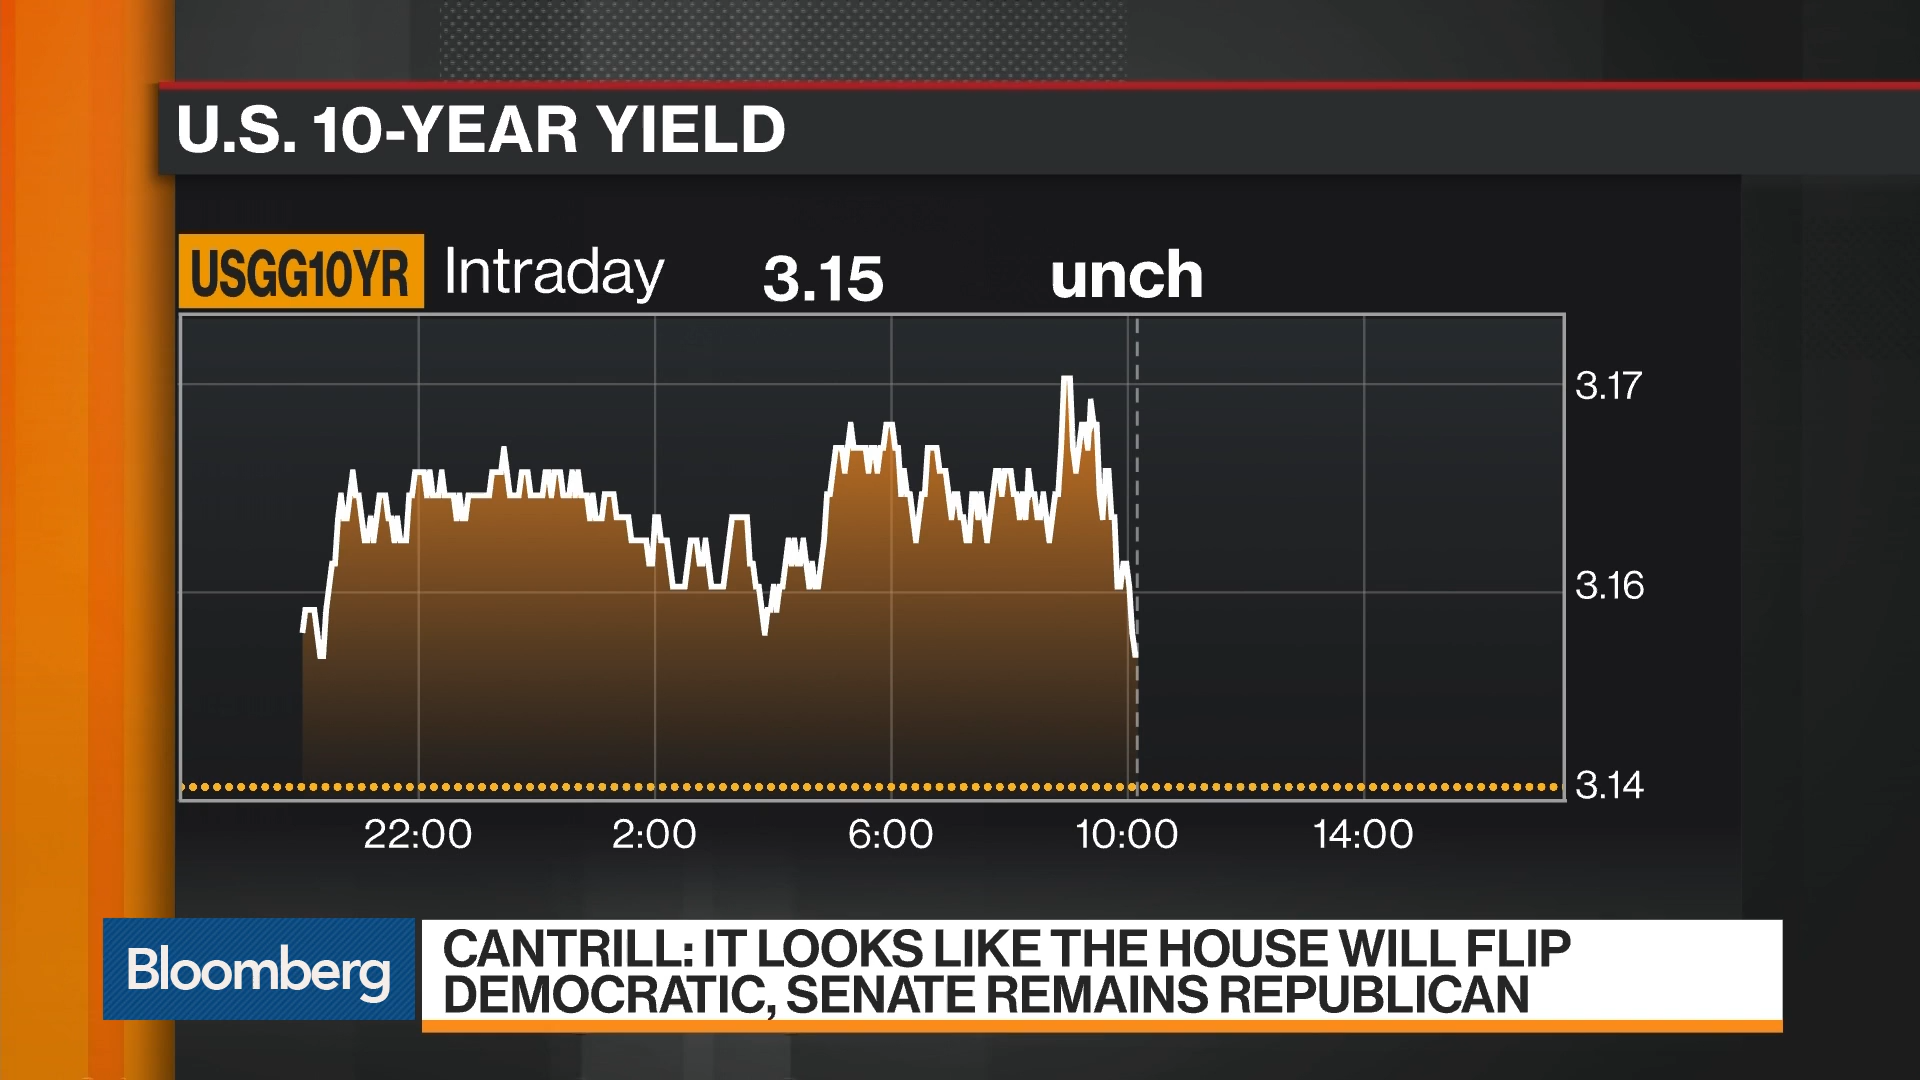 U.S. 10-YEAR YIELD
USGG10YR Intraday 3.15 unch
3.17
3.16
3.14
22:00 2:00 6:00 10:00 14:00
Bloomberg
CANTRILL: IT LOOKS LIKE THE HOUSE WILL FLIP
DEMOCRATIC, SENATE REMAINS REPUBLICAN